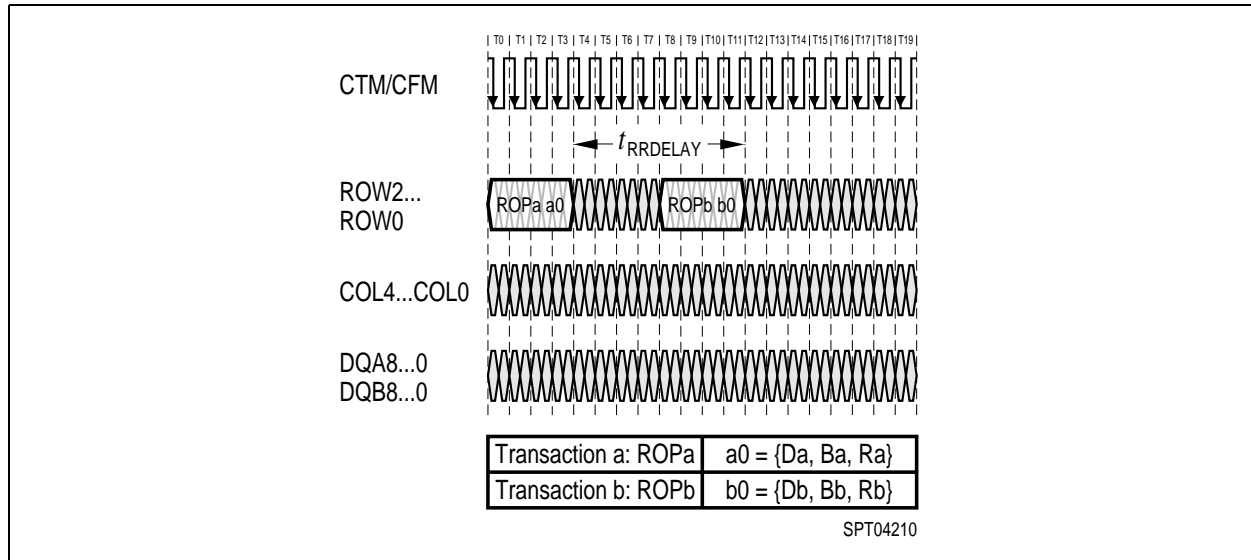 T0 T1 T2 T3 T4 T5 T6 T7 T8 T9 T10 T11 T12 T13 T14 T15 T16 T17 T18 T19
CTM/CFM
tRRDELAY
ROW2...
ROW0
ROPa a0
ROPb b0
COL4...COL0
DQA8...0
DQB8...0
Transaction a: ROPa a0 = {Da, Ba, Ra}
Transaction b: ROPb b0 = {Db, Bb, Rb}
SPT04210